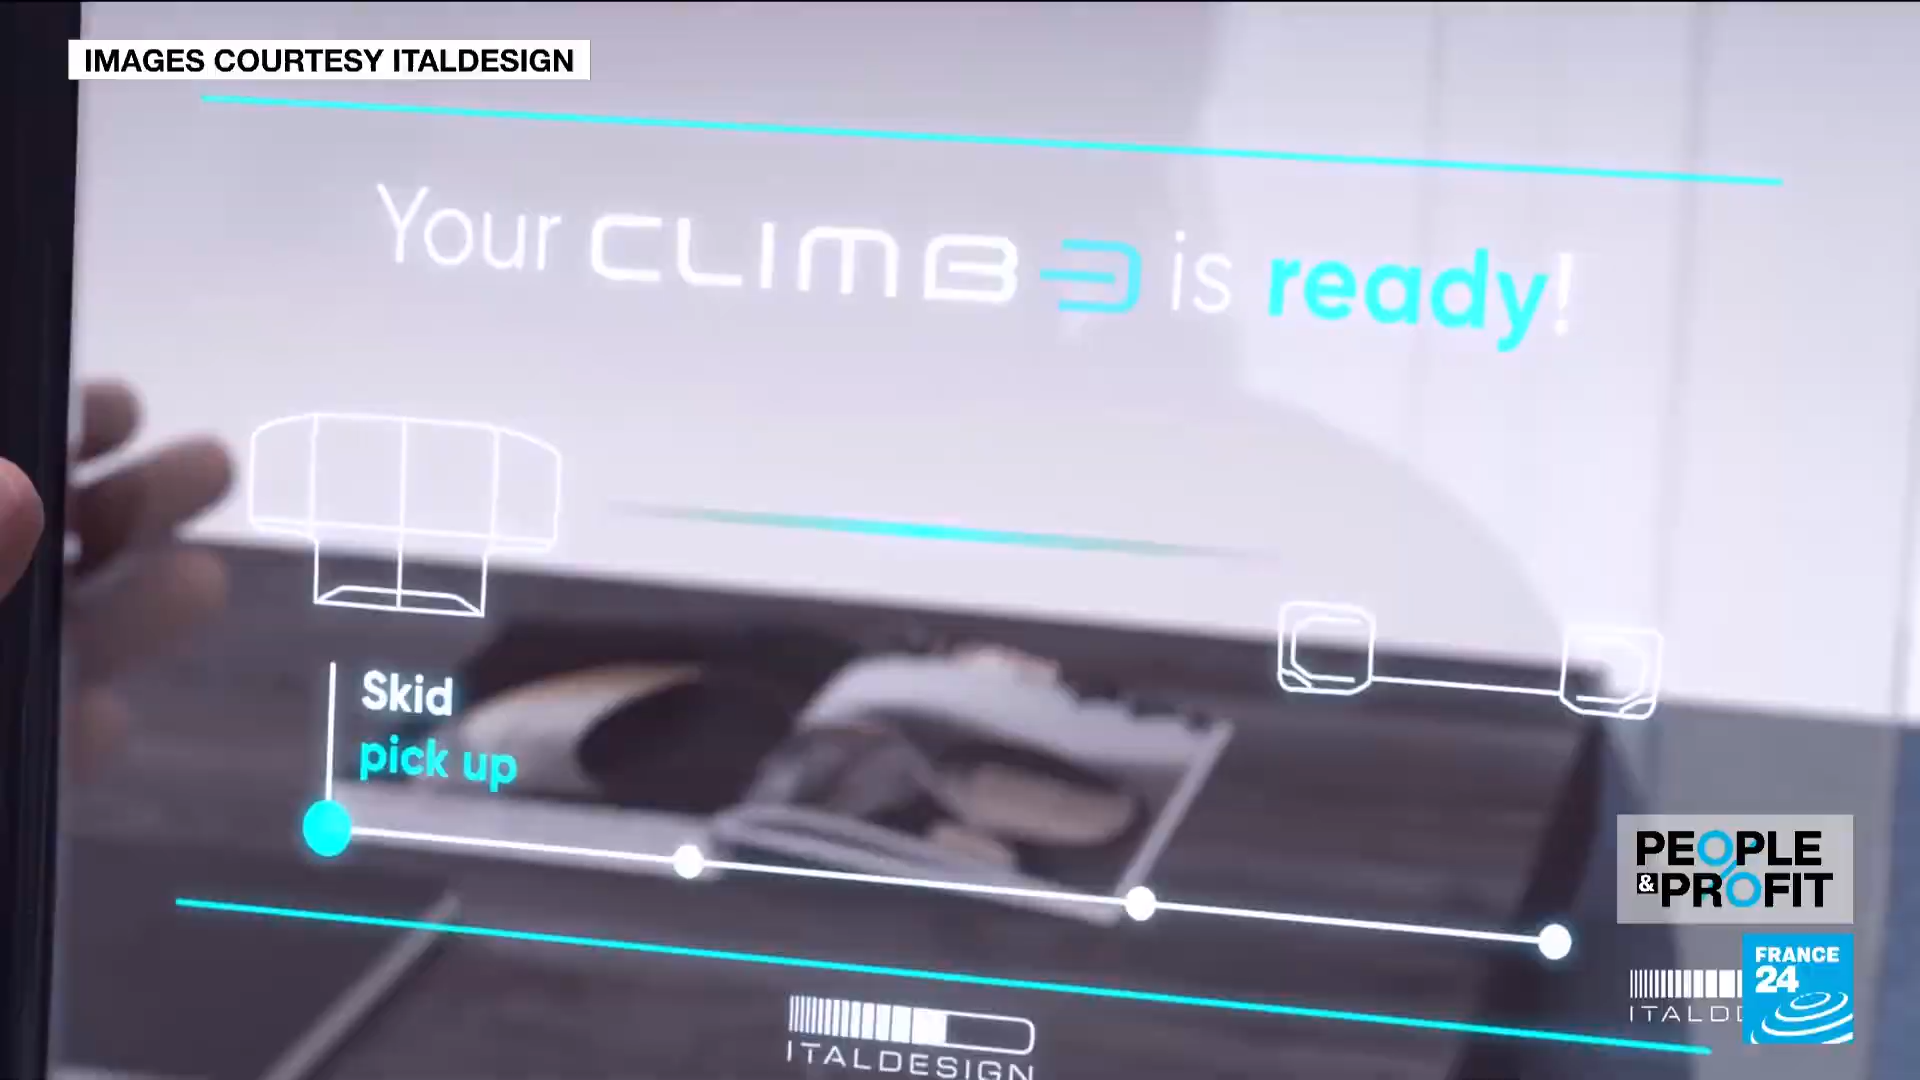 IMAGES COURTESY ITALDESIGN
Your CLIMB-E is ready!
Skid
pick up
PEOPLE
& PROFIT
FRANCE
24
ITALDESIGN